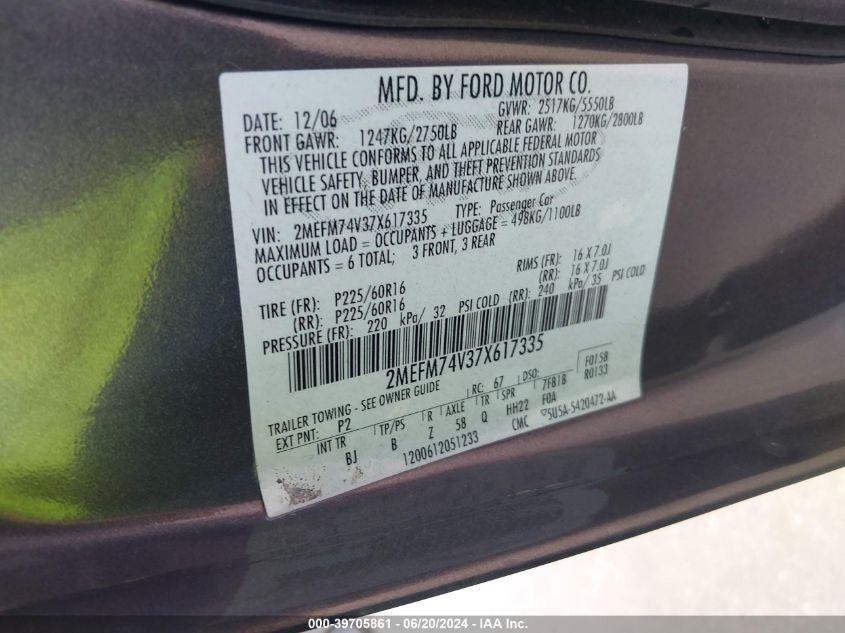 MFD. BY FORD MOTOR CO.
DATE: 12/06 GVWR: 2517KG/5550LB
FRONT GAWR: 1247KG/2750LB REAR GAWR: 1270KG/2800LB
THIS VEHICLE CONFORMS TO ALL APPLICABLE FEDERAL MOTOR
VEHICLE SAFETY, BUMPER, AND THEFT PREVENTION STANDARDS
IN EFFECT ON THE DATE OF MANUFACTURE SHOWN ABOVE.
VIN: 2MEFM74V37X617335 TYPE: Passenger Car
MAXIMUM LOAD = OCCUPANTS + LUGGAGE = 498KG/1100LB
OCCUPANTS = 6 TOTAL; 3 FRONT, 3 REAR
TIRE (FR): P225/60R16 RIMS (FR): 16 X 7.0J
(RR): P225/60R16 (RR): 16 X 7.0J
PRESSURE (FR): 220 kPa/ 32 PSI COLD (RR): 240 kPa/ 35 PSI COLD
2MEFM74V37X617335
F0158
R0133
TRAILER TOWING - SEE OWNER GUIDE RC: 67 DSO:
EXT PNT: P2 7FB1B
INT TR TP/PS R AXLE TR SPR F0A
BJ B Z 58 Q HH22 CMC ▽5U5A-5420472-AA
1200612051233
000-39705861 - 06/20/2024 - IAA Inc.